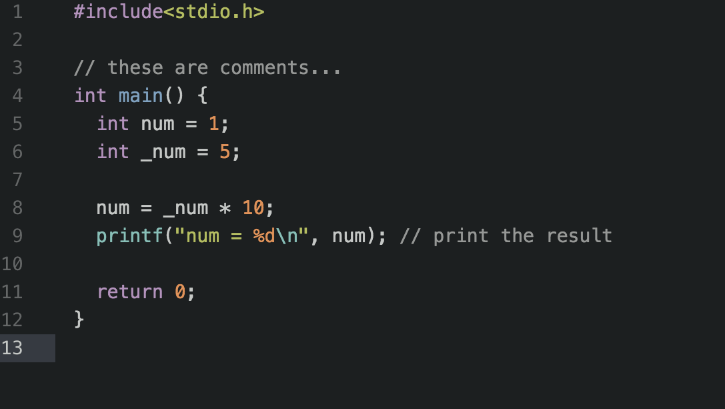 1 #include<stdio.h>
2
3 // these are comments...
4 int main() {
5   int num = 1;
6   int _num = 5;
7
8   num = _num * 10;
9   printf("num = %d\n", num); // print the result
10
11   return 0;
12 }
13